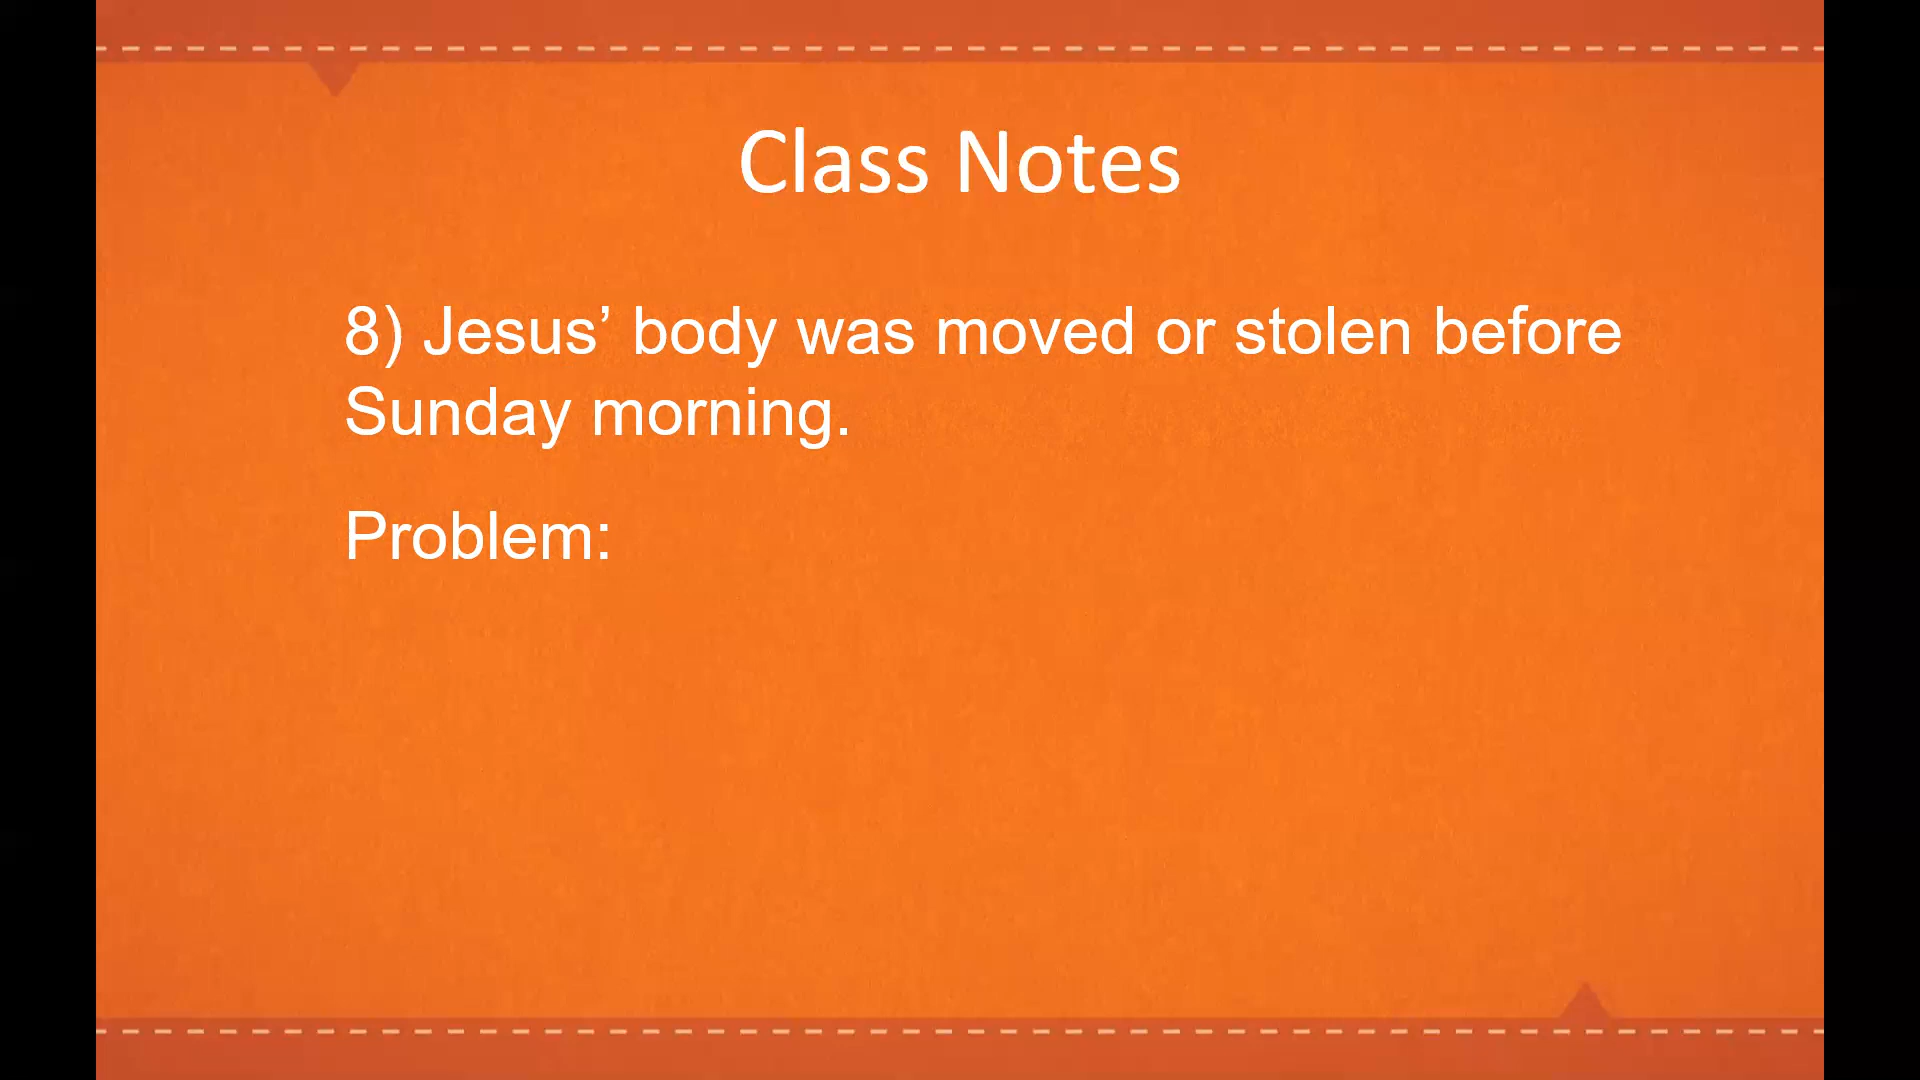 Class Notes
8) Jesus’ body was moved or stolen before
Sunday morning.
Problem: